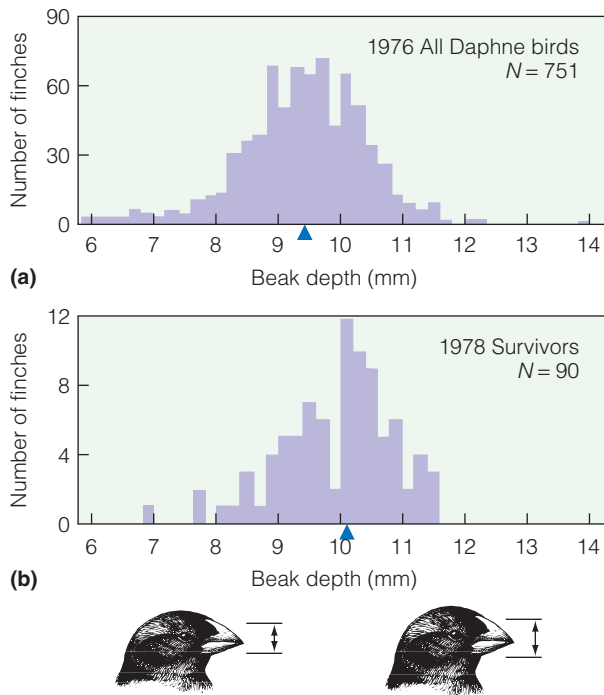 Number of finches
90
60
30
0
1976 All Daphne birds
N = 751
6 7 8 9 10 11 12 13 14
(a)
Beak depth (mm)
Number of finches
12
8
4
0
1978 Survivors
N = 90
6 7 8 9 10 11 12 13 14
(b)
Beak depth (mm)